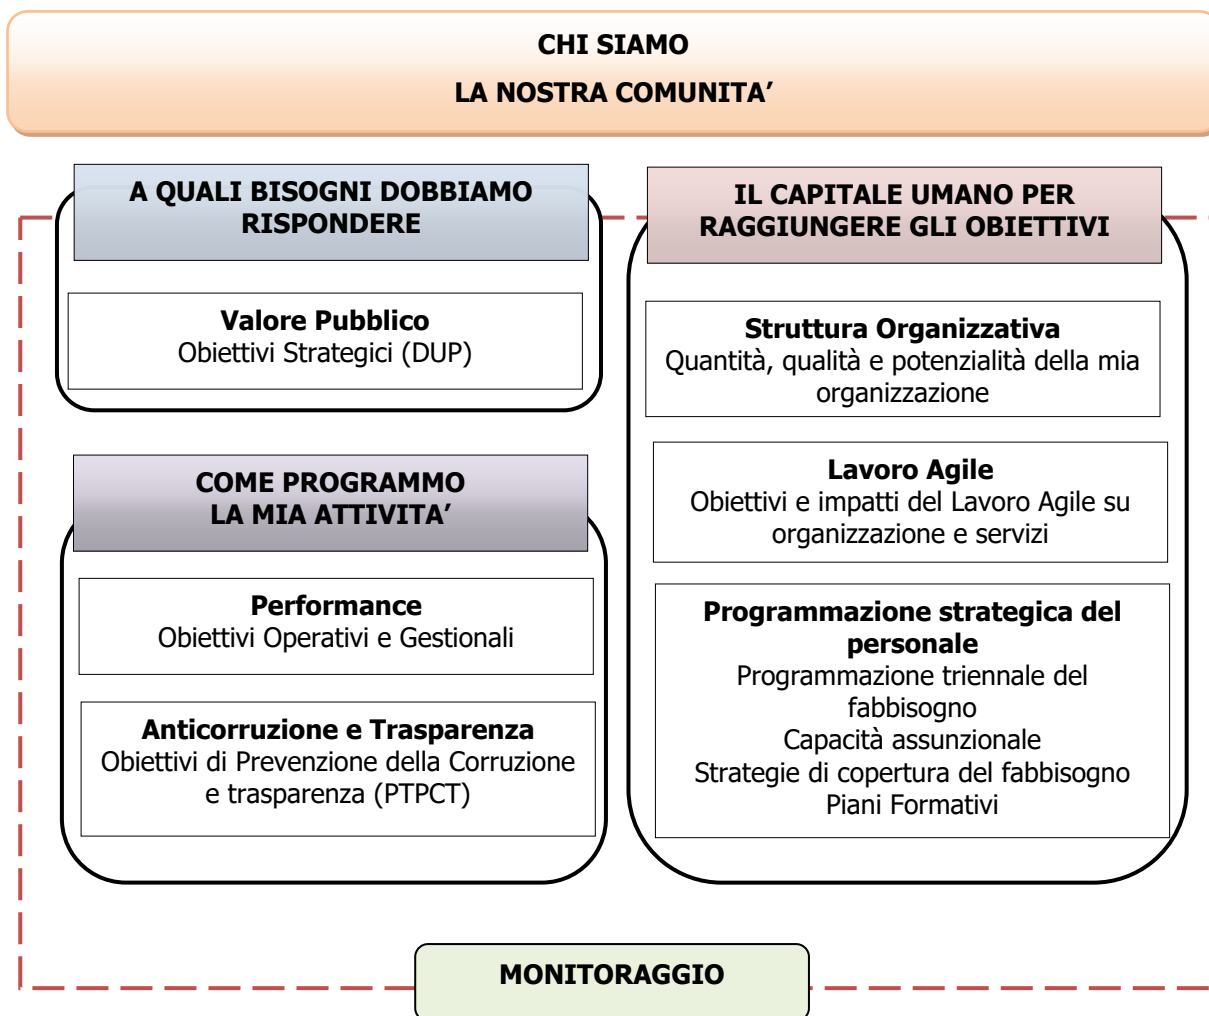 CHI SIAMO
LA NOSTRA COMUNITA’
A QUALI BISOGNI DOBBIAMO
RISPONDERE
Valore Pubblico
Obiettivi Strategici (DUP)
COME PROGRAMMO
LA MIA ATTIVITA’
Performance
Obiettivi Operativi e Gestionali
Anticorruzione e Trasparenza
Obiettivi di Prevenzione della Corruzione
e trasparenza (PTPCT)
IL CAPITALE UMANO PER
RAGGIUNGERE GLI OBIETTIVI
Struttura Organizzativa
Quantità, qualità e potenzialità della mia
organizzazione
Lavoro Agile
Obiettivi e impatti del Lavoro Agile su
organizzazione e servizi
Programmazione strategica del
personale
Programmazione triennale del
fabbisogno
Capacità assunzionale
Strategie di copertura del fabbisogno
Piani Formativi
MONITORAGGIO